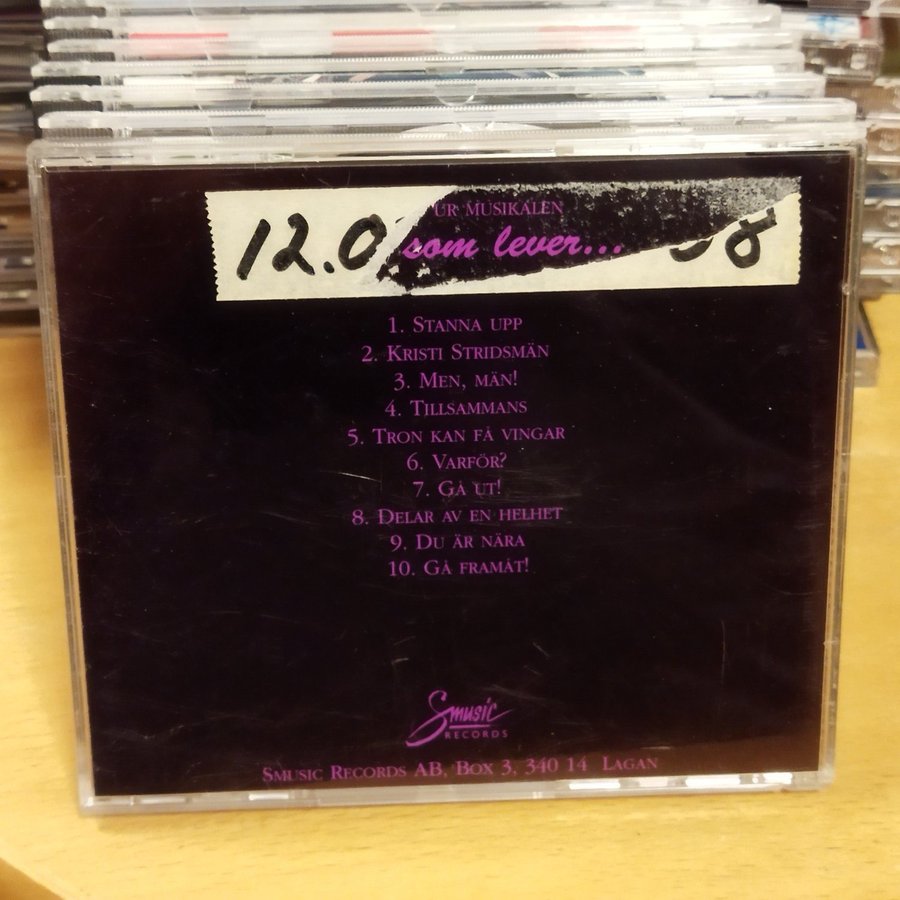 ÙR MUSIKALEN
12.0
som lever...
8
1. STANNA UPP
2. KRISTI STRIDSMÄN
3. MEN, MÄN!
4. TILLSAMMANS
5. TRON KAN FÅ VINGAR
6. VARFÖR?
7. GÅ UT!
8. DELAR AV EN HELHET
9. DU ÄR NÄRA
10. GÅ FRAMÅT!
Smusic
RECORDS
SMUSIC RECORDS AB, BOX 3, 340 14 LAGAN